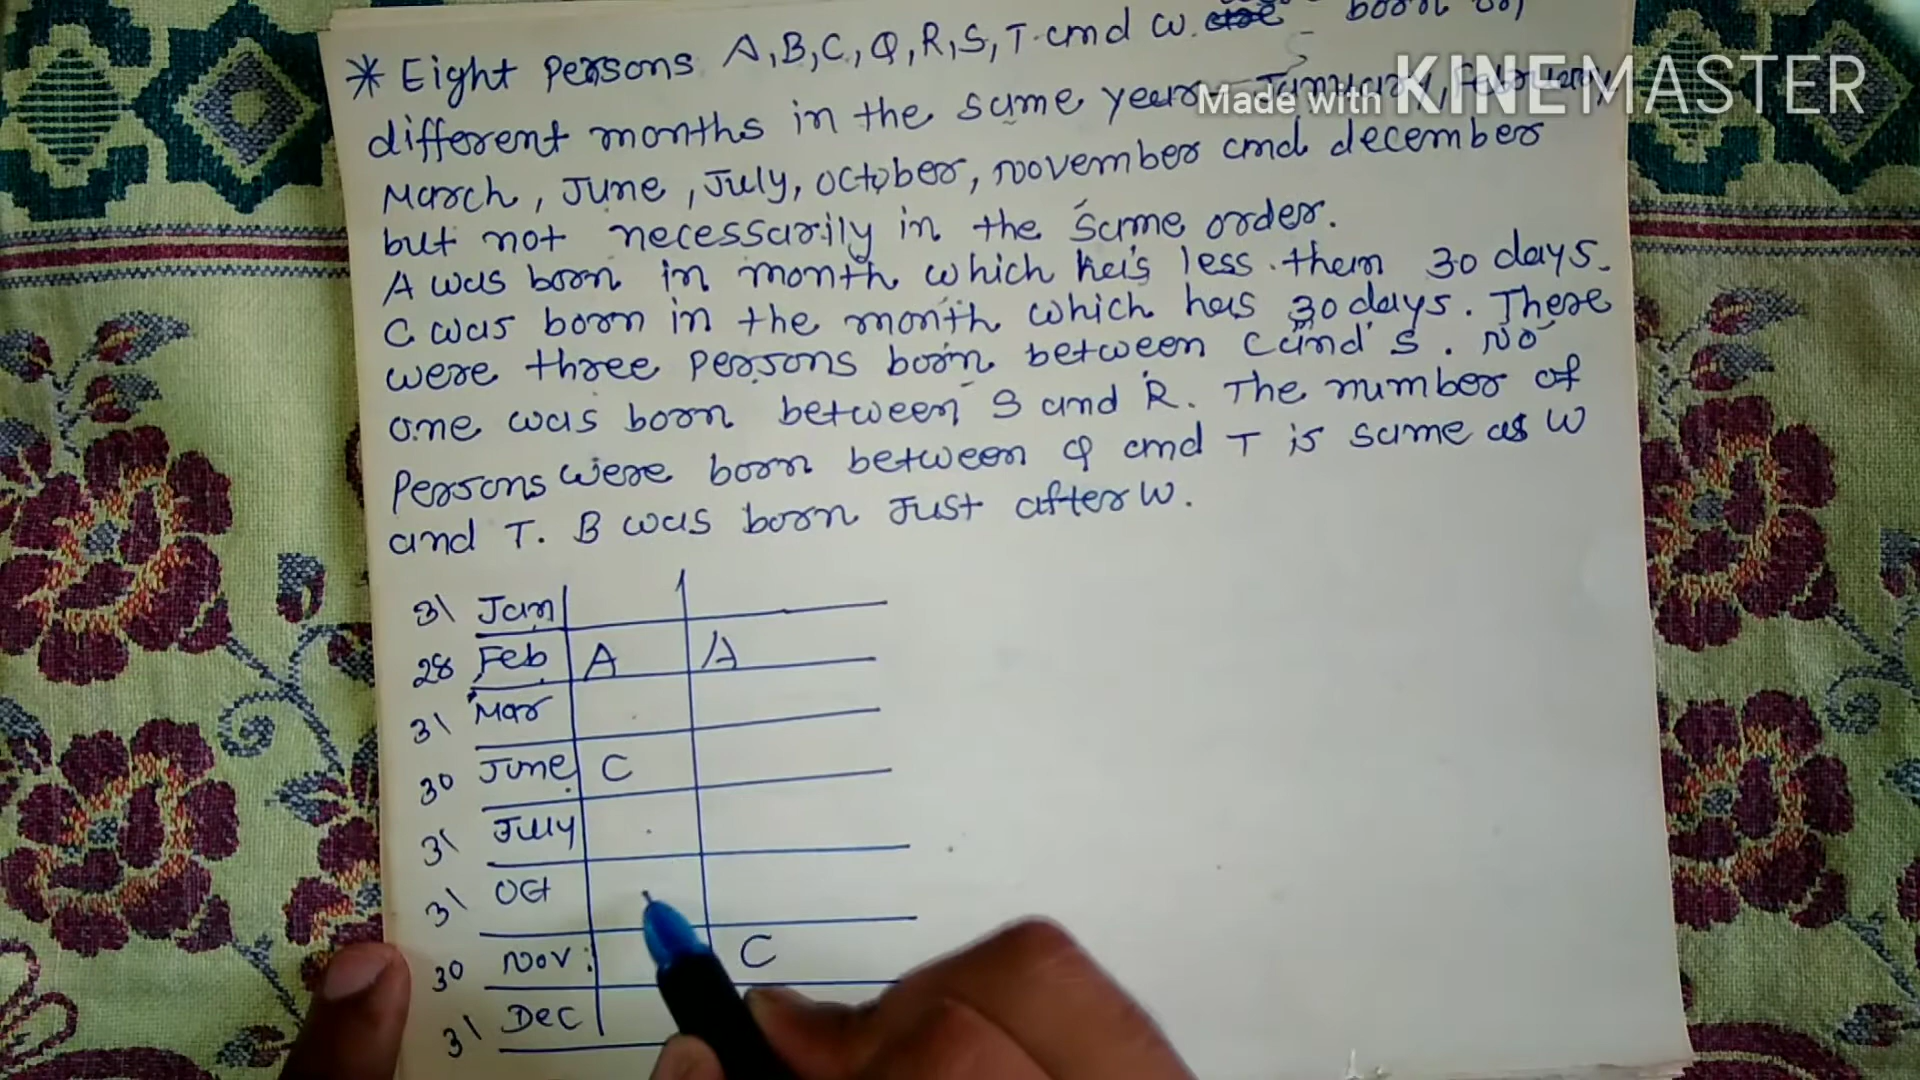 * Eight Persons A, B, C, Q, R, S, T and W. born
different months in the same year January, February,
March, June, July, October, November and december
but not necessarily in the same order.
A was born in month which has less than 30 days.
C was born in the month which has 30 days. There
were three persons born between C and S. No
one was born between S and R. The number of
Persons were born between Q and T is same as W
and T. B was born Just after W.
31 Jan
28 Feb A A
31 Mar
30 June C
31 July
31 Oct
30 Nov: C
31 Dec
Made with KINEMASTER